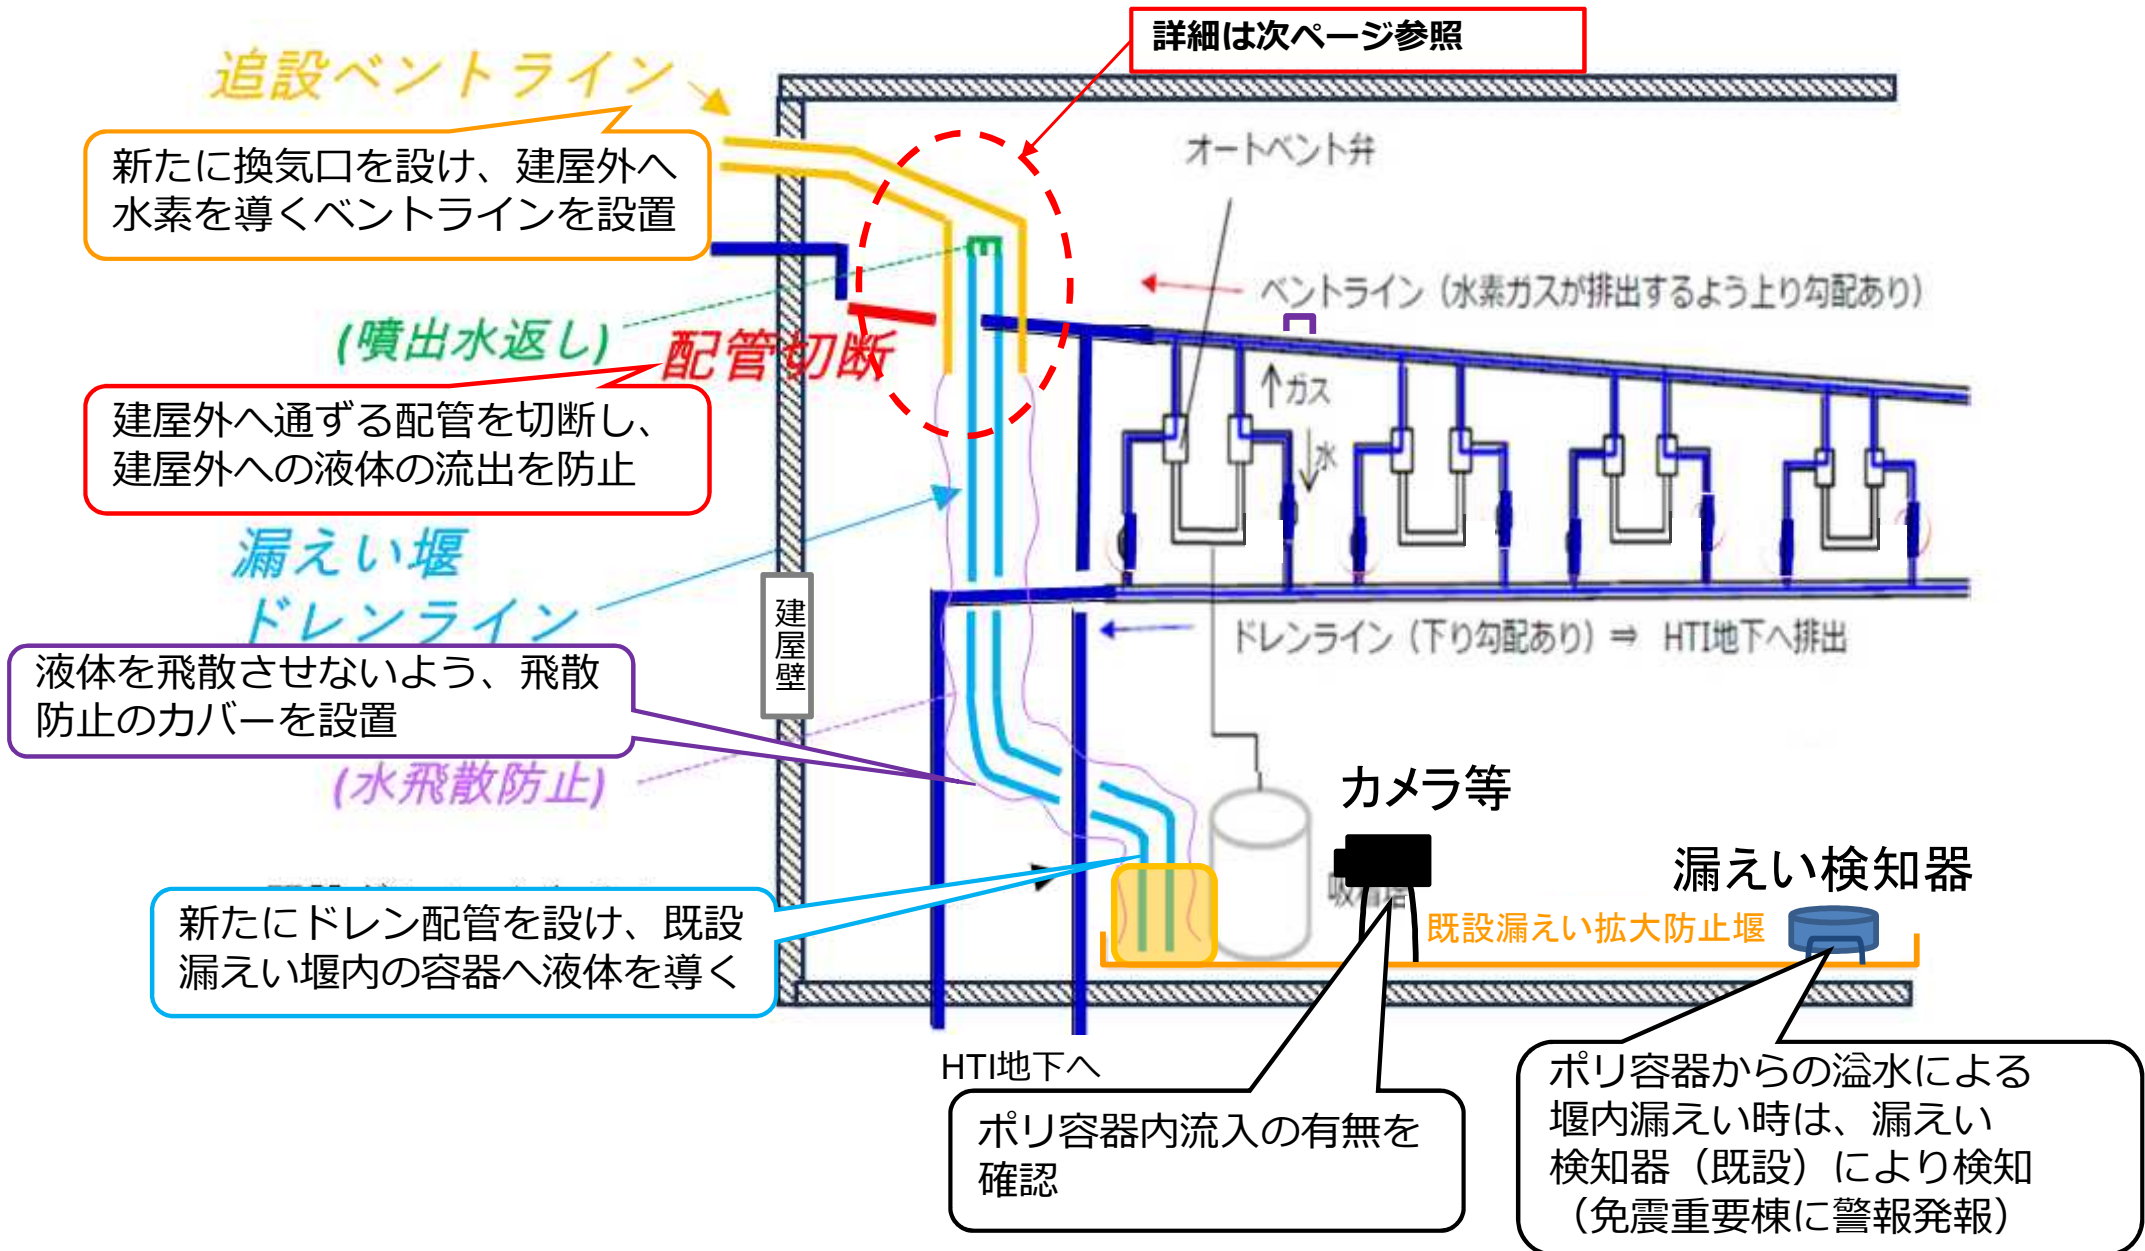 詳細は次ページ参照
追設ベントライン
新たに換気口を設け、建屋外へ
水素を導くベントラインを設置
オートベント弁
ベントライン（水素ガスが排出するよう上り勾配あり）
(噴出水返し)
配管切断
建屋外へ通ずる配管を切断し、
建屋外への液体の流出を防止
ガス
水
漏えい堰
ドレンライン
建屋壁
ドレンライン（下り勾配あり）⇒ HTI地下へ排出
液体を飛散させないよう、飛散
防止のカバーを設置
(水飛散防止)
カメラ等
漏えい検知器
既設漏えい拡大防止堰
新たにドレン配管を設け、既設
漏えい堰内の容器へ液体を導く
HTI地下へ
ポリ容器内流入の有無を
確認
ポリ容器からの溢水による
堰内漏えい時は、漏えい
検知器（既設）により検知
（免震重要棟に警報発報）